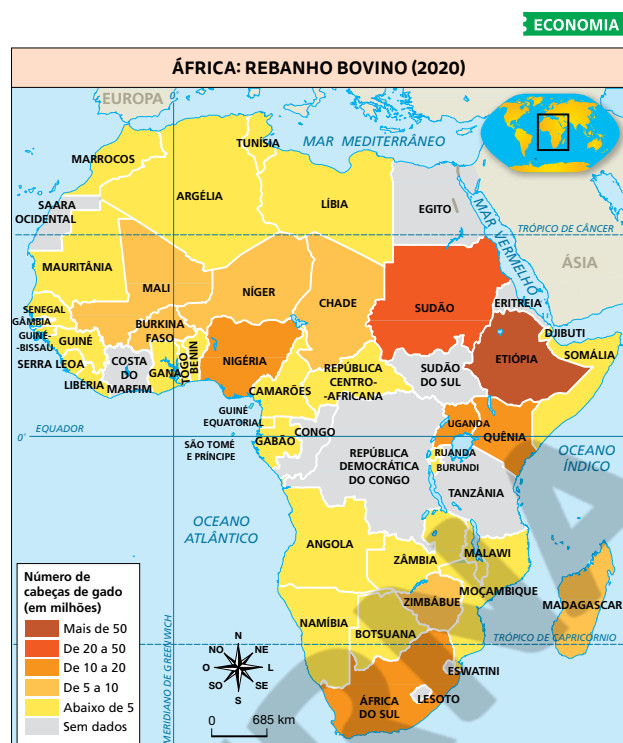 ECONOMIA
ÁFRICA: REBANHO BOVINO (2020)
EUROPA
MAR MEDITERRÂNEO
TUNÍSIA
MARROCOS
ARGÉLIA
LÍBIA
EGITO
SAARA
OCIDENTAL
MAR VERMELHO
TRÓPICO DE CÂNCER
ÁSIA
MAURITÂNIA
MALI
NÍGER
CHADE
SUDÃO
ERITREIA
SENEGAL
GÂMBIA
GUINÉ-
-BISSAU
GUINÉ
BURKINA
FASO
DJIBUTI
SOMÁLIA
SERRA LEOA
LIBÉRIA
COSTA
DO
MARFIM
GANA
TOGO
BENIN
NIGÉRIA
CAMARÕES
REPÚBLICA
CENTRO-
-AFRICANA
SUDÃO
DO SUL
ETIÓPIA
GUINÉ
EQUATORIAL
SÃO TOMÉ
E PRÍNCIPE
GABÃO
CONGO
UGANDA
QUÊNIA
EQUADOR
0°
REPÚBLICA
DEMOCRÁTICA
DO CONGO
RUANDA
BURUNDI
TANZÂNIA
OCEANO
ÍNDICO
OCEANO
ATLÂNTICO
ANGOLA
ZÂMBIA
MALAWI
MOÇAMBIQUE
ZIMBÁBUE
MADAGASCAR
NAMÍBIA
BOTSUANA
TRÓPICO DE CAPRICÓRNIO
ESWATINI
LESOTO
ÁFRICA
DO SUL
MERIDIANO DE GREENWICH
Número de
cabeças de gado
(em milhões)
Mais de 50
De 20 a 50
De 10 a 20
De 5 a 10
Abaixo de 5
Sem dados
N
NO
NE
O
L
SO
SE
S
0
685 km